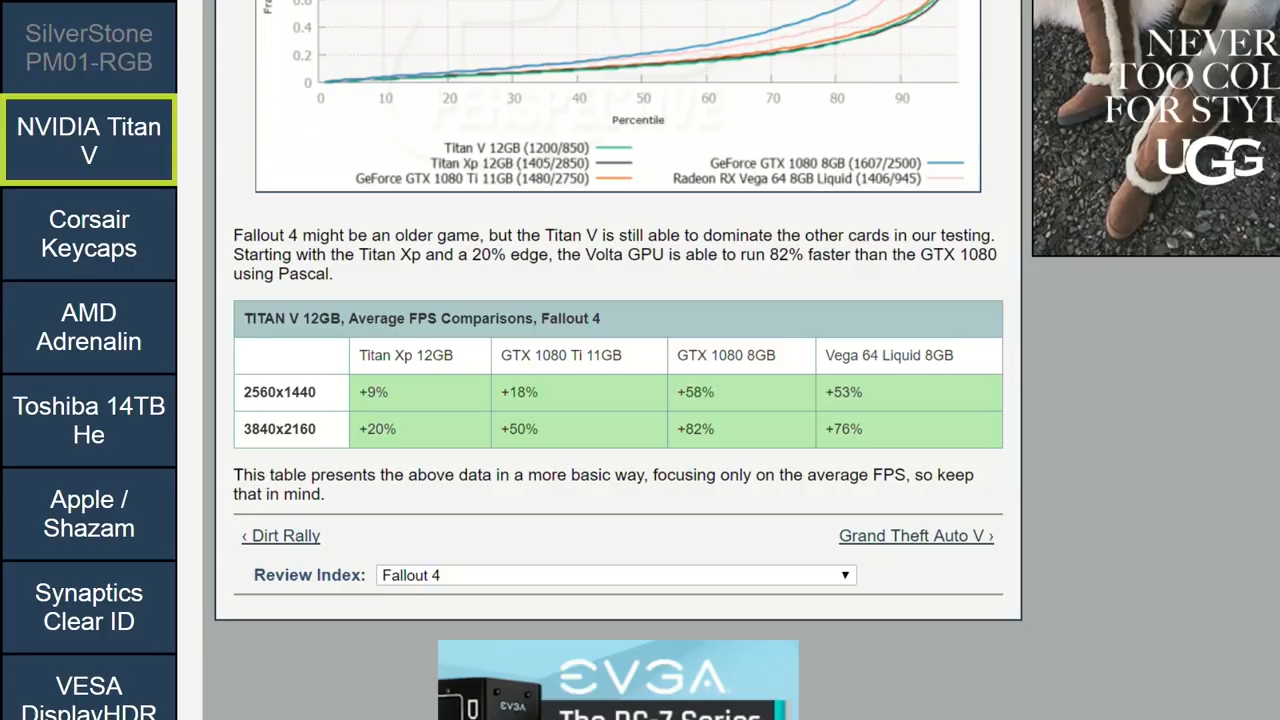 SilverStone
PM01-RGB
NVIDIA Titan
V
Corsair
Keycaps
AMD
Adrenalin
Toshiba 14TB
He
Apple /
Shazam
Synaptics
Clear ID
VESA
DisplayHDR
0.4
0.2
0
0 10 20 30 40 50 60 70 80 90
Percentile
PERSPECTIVE
Titan V 12GB (1200/850)
Titan Xp 12GB (1405/2850)
GeForce GTX 1080 Ti 11GB (1480/2750)
GeForce GTX 1080 8GB (1607/2500)
Radeon RX Vega 64 8GB Liquid (1406/945)
Fallout 4 might be an older game, but the Titan V is still able to dominate the other cards in our testing.
Starting with the Titan Xp and a 20% edge, the Volta GPU is able to run 82% faster than the GTX 1080
using Pascal.
TITAN V 12GB, Average FPS Comparisons, Fallout 4
Titan Xp 12GB GTX 1080 Ti 11GB GTX 1080 8GB Vega 64 Liquid 8GB
2560x1440 +9% +18% +58% +53%
3840x2160 +20% +50% +82% +76%
This table presents the above data in a more basic way, focusing only on the average FPS, so keep
that in mind.
‹ Dirt Rally
Grand Theft Auto V ›
Review Index: Fallout 4
EVGA
EVGA
NEVER
TOO COL
FOR STYL
UGG